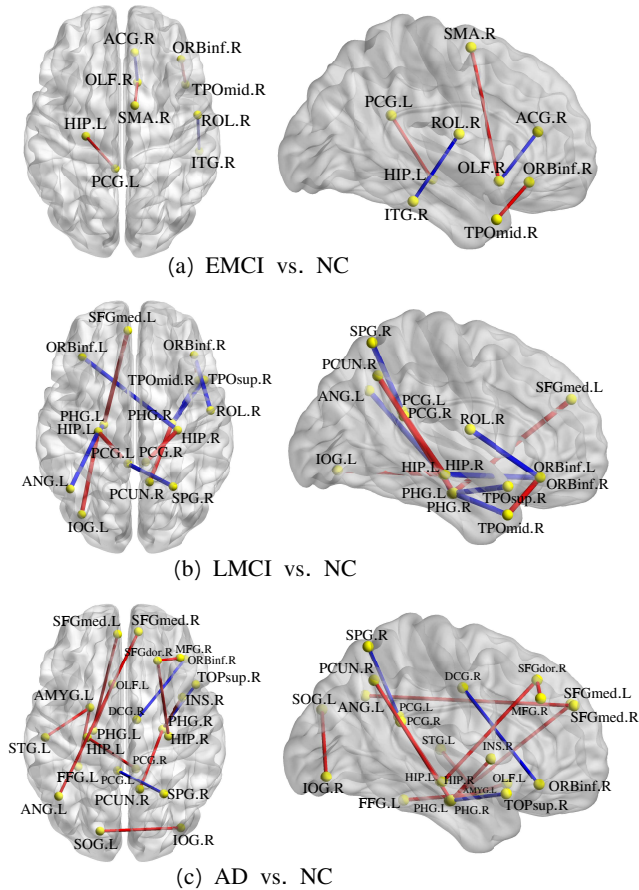 ACG.R
ORBinf.R
OLF.R
TPOmid.R
SMA.R
ROL.R
HIP.L
ITG.R
PCG.L
SMA.R
PCG.L
ROL.R
ACG.R
HIP.L
OLF.R
ORBinf.R
ITG.R
TPOmid.R
(a) EMCI vs. NC
SFGmed.L
ORBinf.L
ORBinf.R
TPOmid.R
TPOsup.R
PHG.L
PHG.R
ROL.R
HIP.L
HIP.R
PCG.L
PCG.R
ANG.L
PCUN.R
SPG.R
IOG.L
SPG.R
PCUN.R
ANG.L
PCG.L
PCG.R
SFGmed.L
ROL.R
IOG.L
HIP.L
HIP.R
ORBinf.L
ORBinf.R
PHG.L
TPOsup.R
PHG.R
TPOmid.R
(b) LMCI vs. NC
SFGmed.L
SFGmed.R
SFGdor.R
MFG.R
ORBinf.R
OLF.L
TOPsup.R
AMYG.L
INS.R
DCG.R
PHG.R
PHG.L
HIP.R
STG.L
HIP.L
PCG.R
FFG.L
PCG.L
ANG.L
PCUN.R
SPG.R
SOG.L
IOG.R
SPG.R
PCUN.R
DCG.R
SFGdor.R
SOG.L
ANG.L
PCG.L
SFGmed.L
MFG.R
SFGmed.R
PCG.R
STG.L
INS.R
IOG.R
HIP.L
HIP.R
OLF.L
ORBinf.R
AMYG.L
FFG.L
PHG.L
PHG.R
TOPsup.R
(c) AD vs. NC